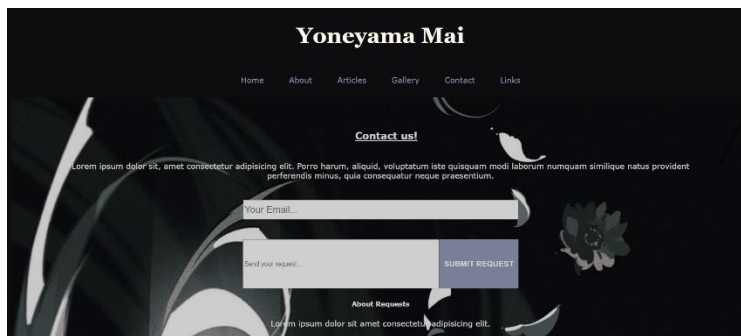 Yoneyama Mai
Home About Articles Gallery Contact Links
Contact us!
Lorem ipsum dolor sit, amet consectetur adipisicing elit. Porro harum, aliquid, voluptatum iste quisquam modi laborum numquam similique natus provident
perferendis minus, quia consequatur neque praesentium.
Your Email...
Send your request...
SUBMIT REQUEST
About Requests
Lorem ipsum dolor sit amet consectetur adipisicing elit.